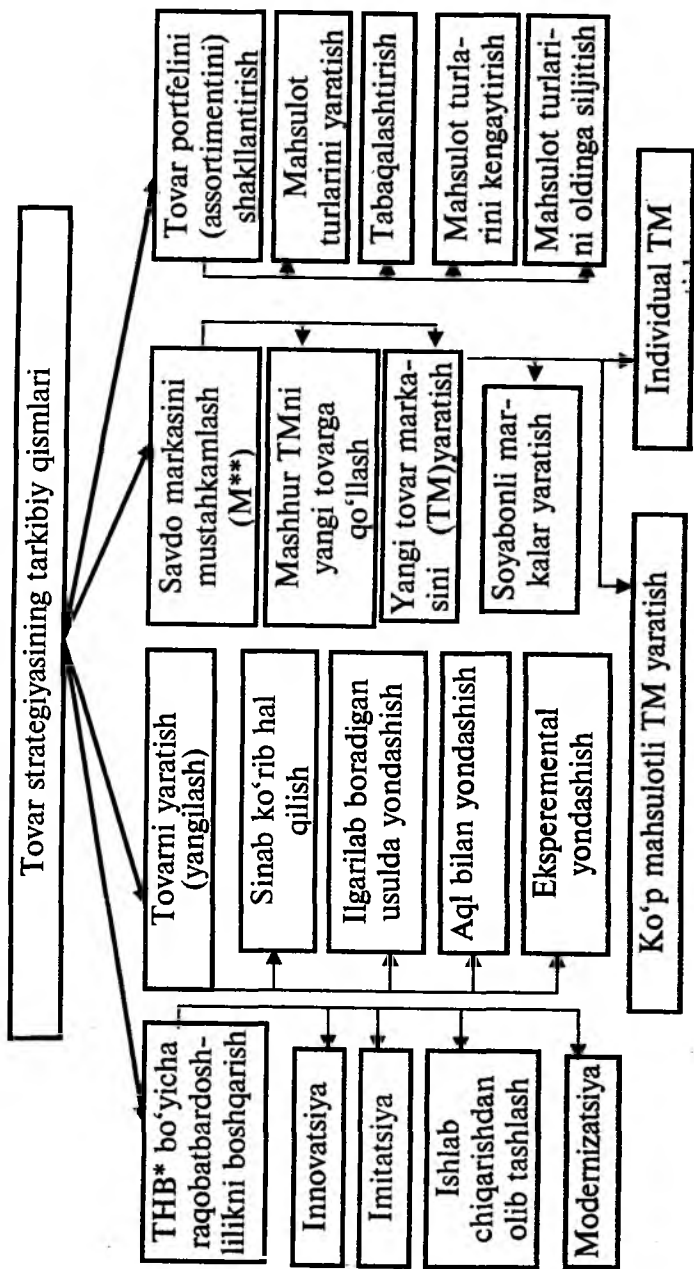 Tovar strategiyasining tarkibiy qismlari
THB* bo‘yicha
raqobatbardosh-
lilikni boshqarish
Innovatsiya
Imitatsiya
Ishlab
chiqarishdan
olib tashlash
Modernizatsiya
Tovarni yaratish
(yangilash)
Sinab ko‘rib hal
qilish
Ilgarilab boradigan
usulda yondashish
Aql bilan yondashish
Eksperemental
yondashish
Savdo markasini
mustahkamlash
(M**)
Mashhur TMni
yangi tovarga
qo‘llash
Yangi tovar marka-
sini (TM)yaratish
Soyabonli mar-
kalar yaratish
Tovar portfelini
(assortimentini)
shakllantirish
Mahsulot
turlarini yaratish
Tabaqalashtirish
Mahsulot turla-
rini kengaytirish
Mahsulot turlari-
ni oldinga siljitish
Ko‘p mahsulotli TM yaratish
Individual TM